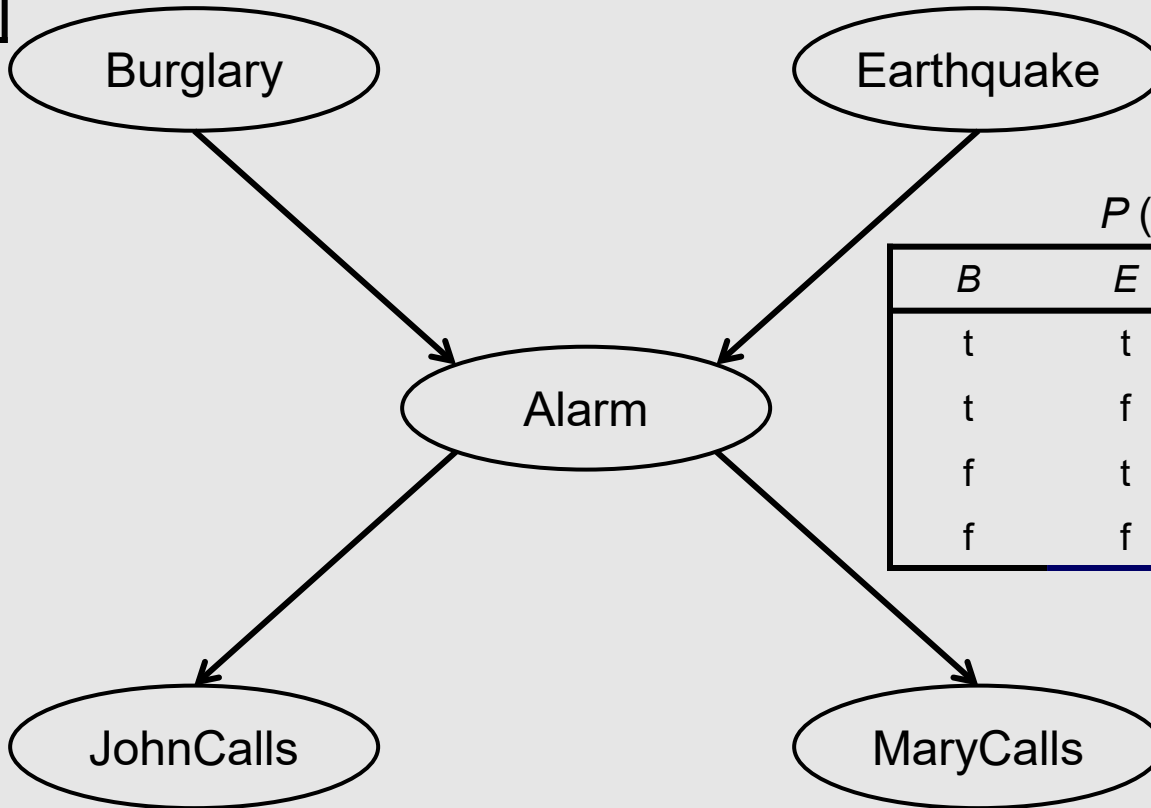 Burglary
Earthquake
P (
B E
t t
Alarm
t f
f t
f f
JohnCalls
MaryCalls